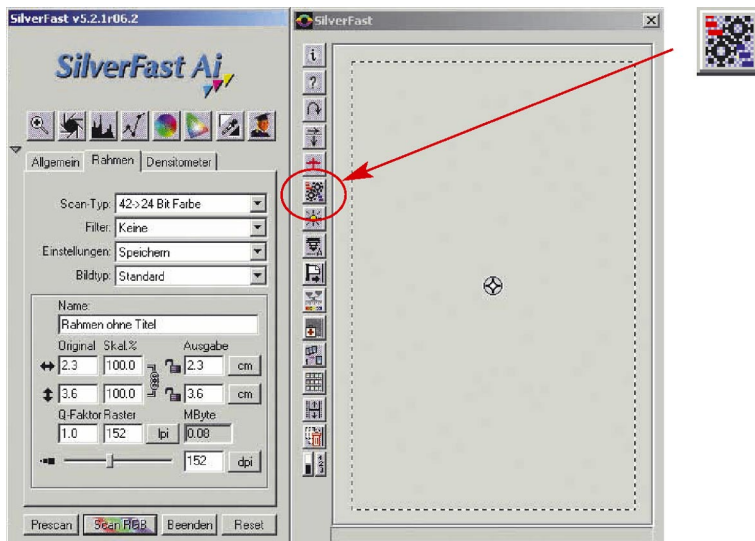 SilverFast v5.2.1r06.2
SilverFast Ai
Allgemein Rahmen Densitometer
Scan-Typ: 42->24 Bit Farbe
Filter: Keine
Einstellungen: Speichern
Bildtyp: Standard
Name:
Rahmen ohne Titel
Original Skal.% Ausgabe
2.3 100.0 2.3 cm
3.6 100.0 3.6 cm
Q-Faktor Raster MByte
1.0 152 lpi 0.08
152 dpi
Prescan Scan RGB Beenden Reset
SilverFast
i
?
A